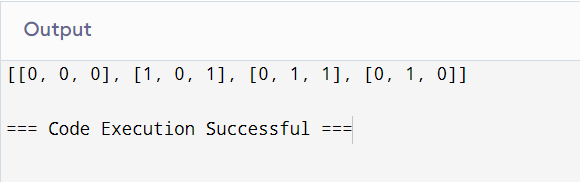 Output
[[0, 0, 0], [1, 0, 1], [0, 1, 1], [0, 1, 0]]
=== Code Execution Successful ===